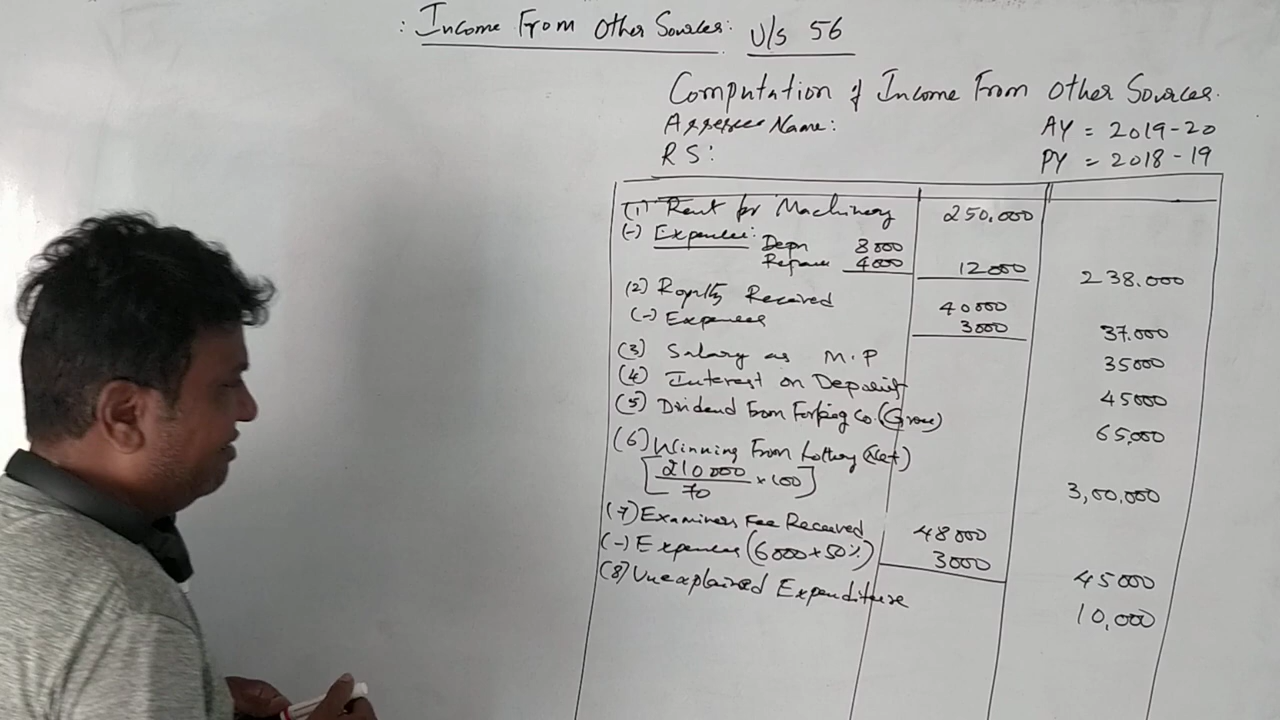 : Income From Other Sources: U/s 56
Computation of Income From Other Sources.
Assessee Name: AY = 2019-20
RS: PY = 2018-19
(1) Rent for Machinery 250,000
(-) Expenses: Depn 8000
Repairs 4000 12000 238.000
(2) Royalty Received 40000
(-) Expenses 3000 37.000
(3) Salary as M.P 35000
(4) Interest on Deposits 45000
(5) Dividend From Co. (Gross) 65,000
(6) Winning From Lottery (Net)
[210000/70 × 100] 3,00,000
(7) Examiners Fee Received 48000
(-) Expenses (6000 × 50%) 3000 45000
(8) Unexplained Expenditure 10,000